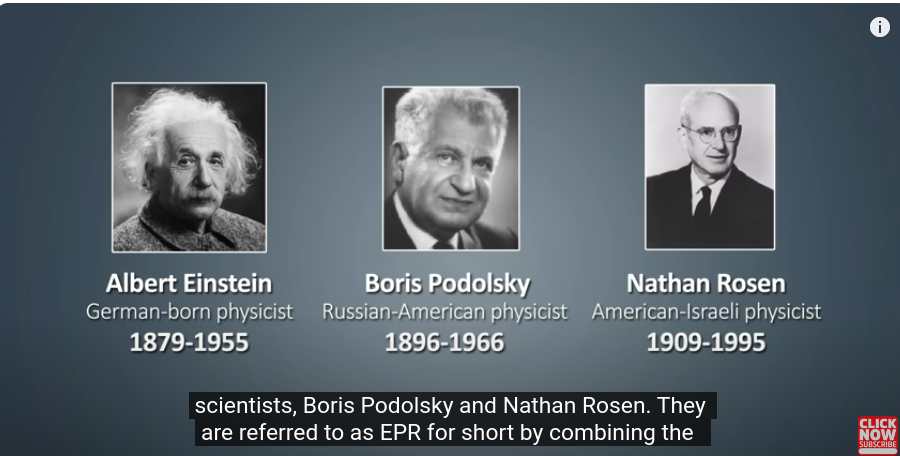 i
Albert Einstein
German-born physicist
1879-1955
Boris Podolsky
Russian-American physicist
1896-1966
Nathan Rosen
American-Israeli physicist
1909-1995
scientists, Boris Podolsky and Nathan Rosen. They
are referred to as EPR for short by combining the
CLICK
NOW
SUBSCRIBE